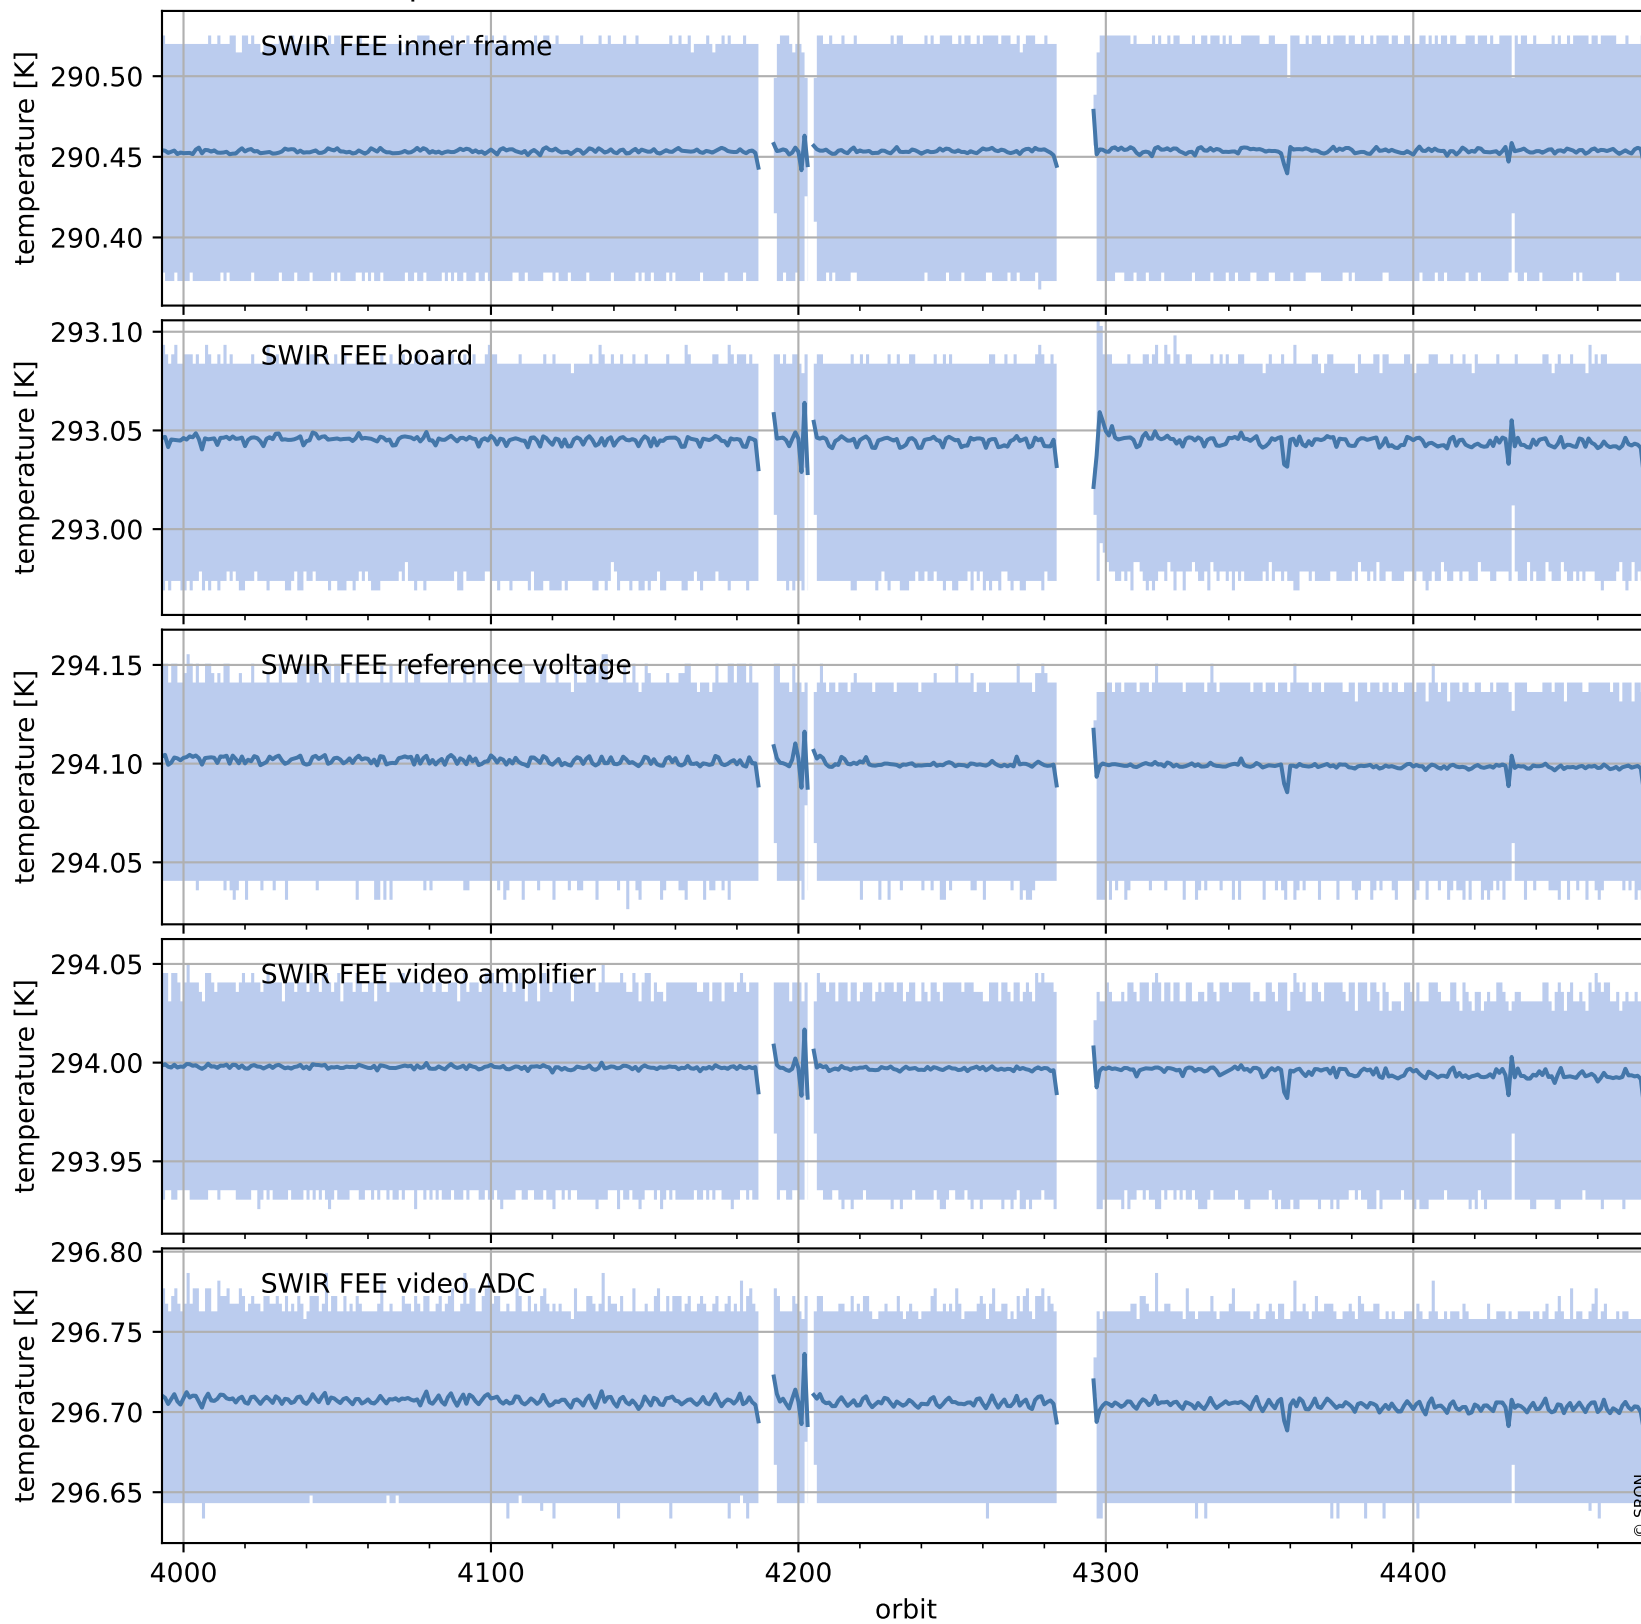 SWIR FEE inner frame
temperature [K]
290.50
290.45
290.40
SWIR FEE board
temperature [K]
293.10
293.05
293.00
SWIR FEE reference voltage
temperature [K]
294.15
294.10
294.05
SWIR FEE video amplifier
temperature [K]
294.05
294.00
293.95
SWIR FEE video ADC
temperature [K]
296.80
296.75
296.70
296.65
© SRON
4000 4100 4200 4300 4400
orbit